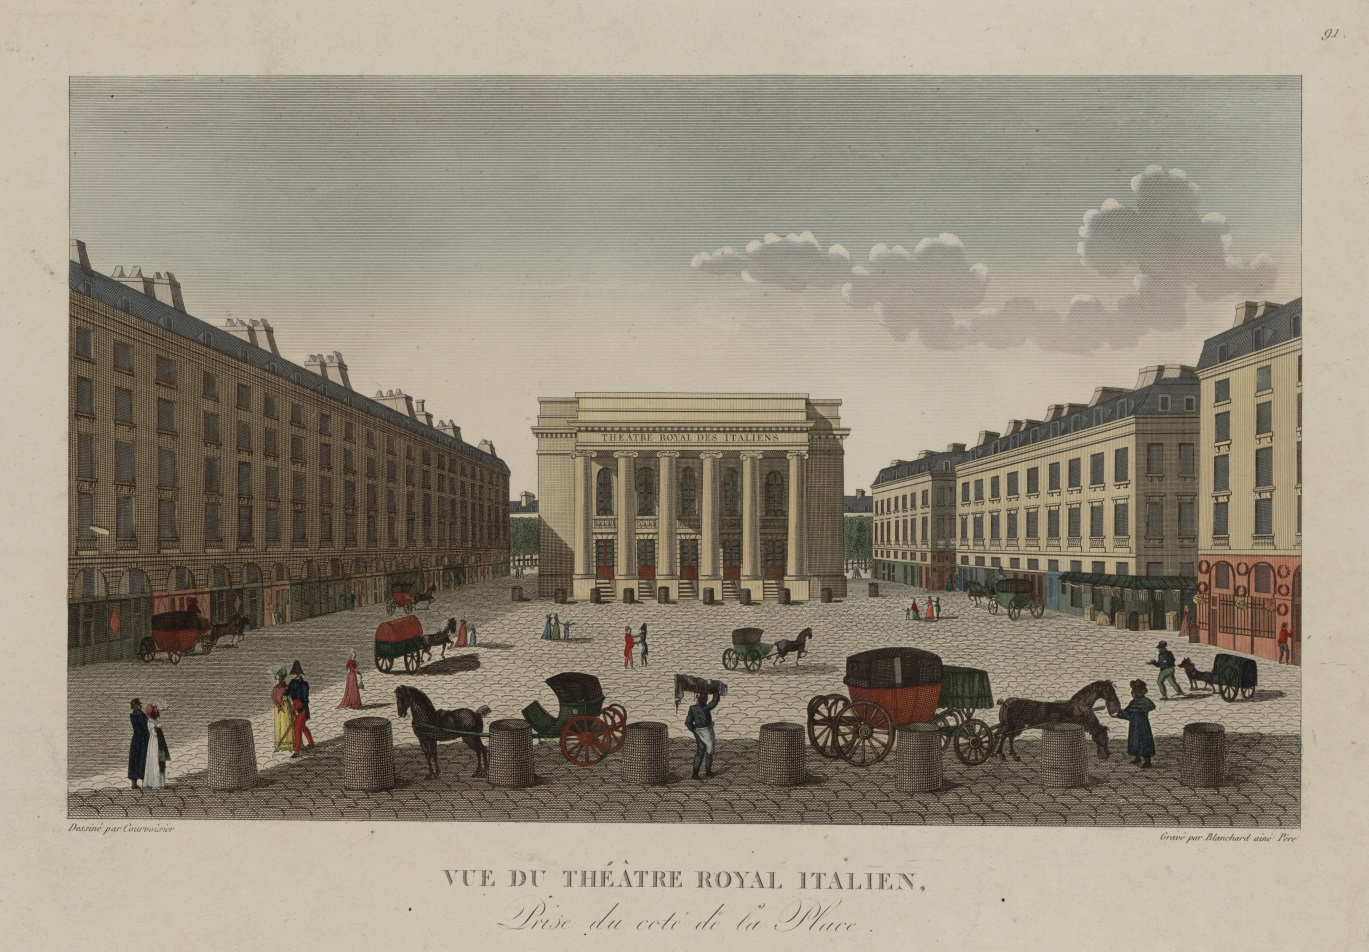 91.
THEATRE ROYAL DES ITALIENS
Dessiné par Courvoisier
Gravé par Blanchard ainé Père
VUE DU THÉÂTRE ROYAL ITALIEN,
Prise du coté de la Place.